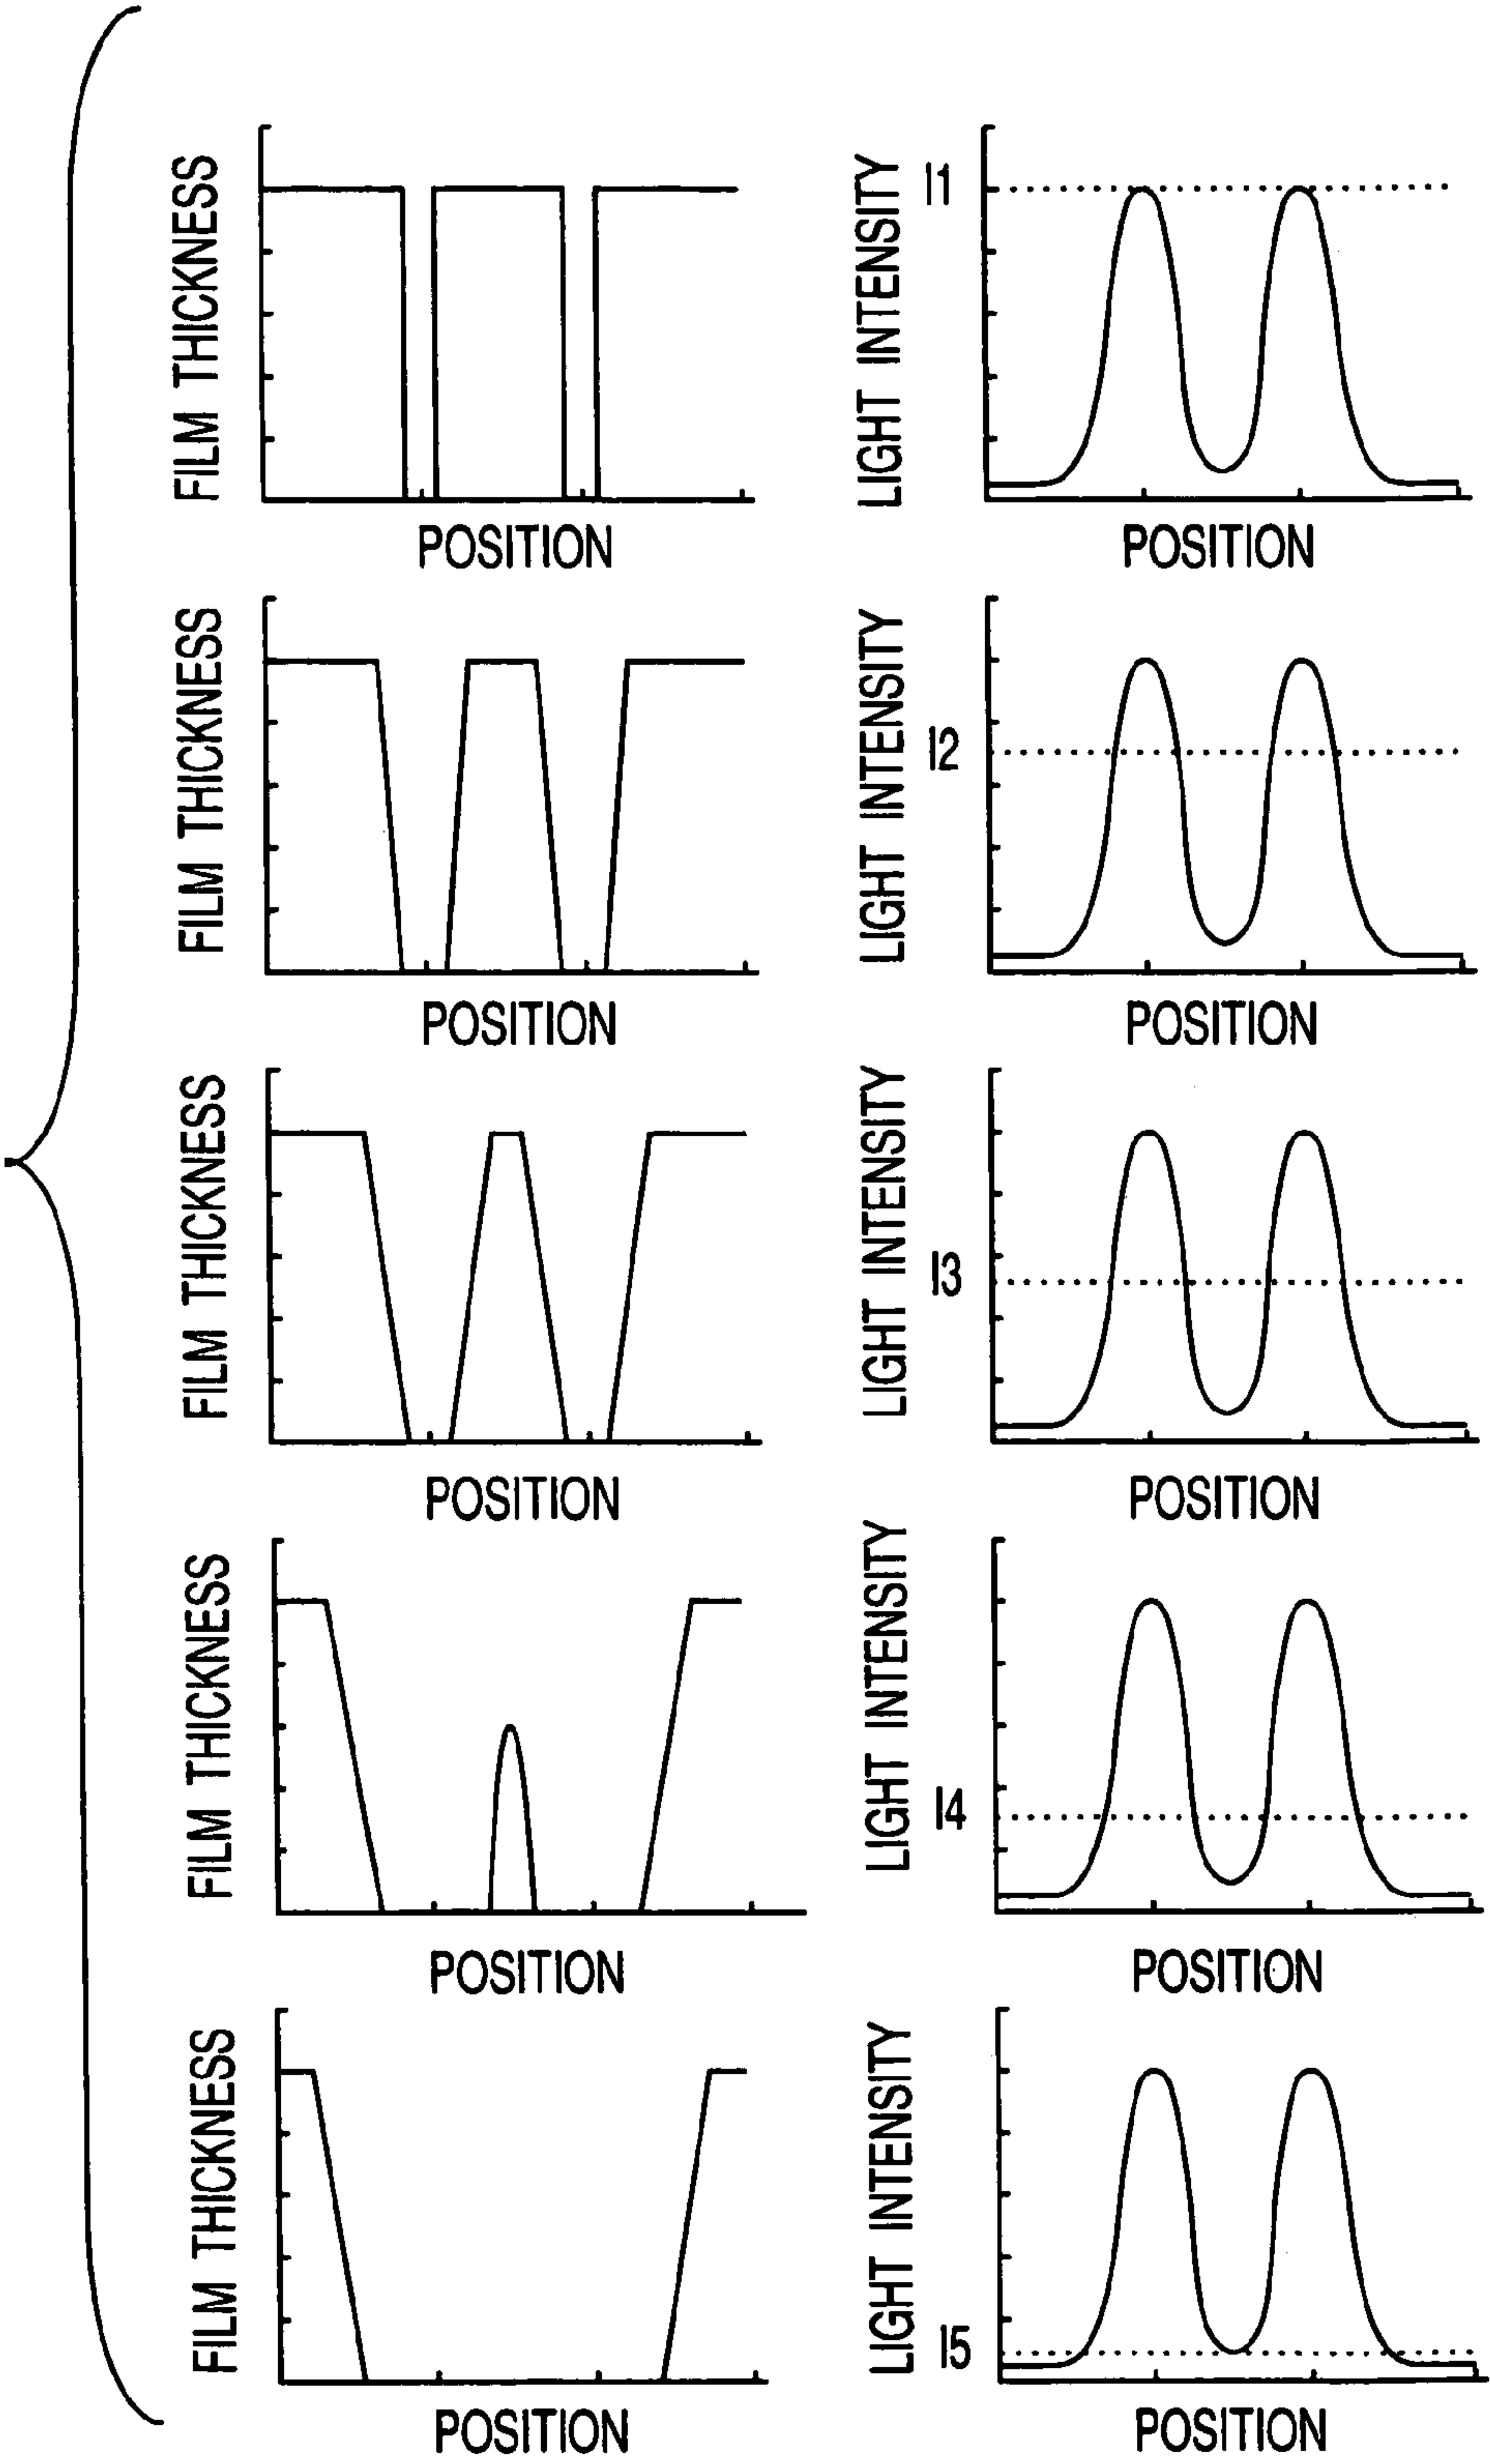 FILM THICKNESS
POSITION
LIGHT INTENSITY
I1
POSITION
FILM THICKNESS
POSITION
LIGHT INTENSITY
I2
POSITION
FILM THICKNESS
POSITION
LIGHT INTENSITY
I3
POSITION
FILM THICKNESS
POSITION
LIGHT INTENSITY
I4
POSITION
FILM THICKNESS
POSITION
LIGHT INTENSITY
I5
POSITION